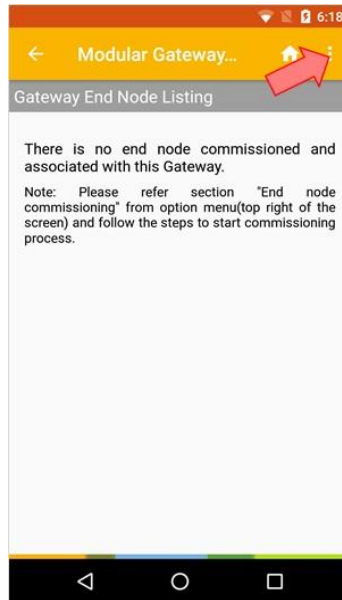 6:18
Modular Gateway...
Gateway End Node Listing
There is no end node commissioned and
associated with this Gateway.
Note: Please refer section "End node
commissioning" from option menu(top right of the
screen) and follow the steps to start commissioning
process.